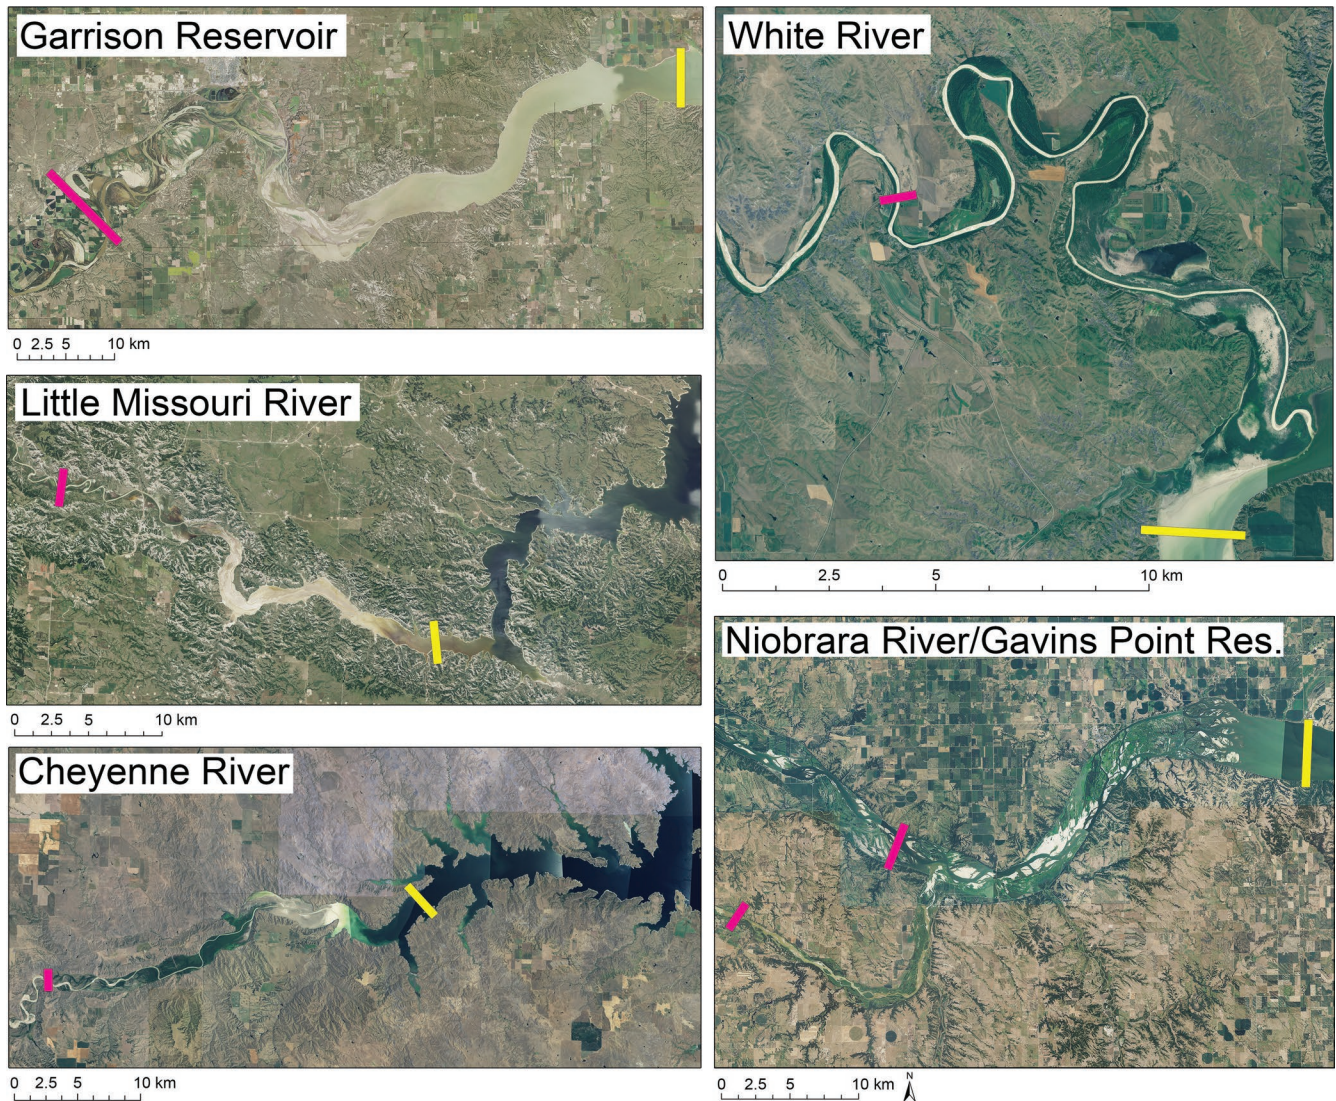 Garrison Reservoir
0 2.5 5 10 km
Little Missouri River
0 2.5 5 10 km
Cheyenne River
0 2.5 5 10 km
White River
0 2.5 5 10 km
Niobrara River/Gavins Point Res.
0 2.5 5 10 km
N